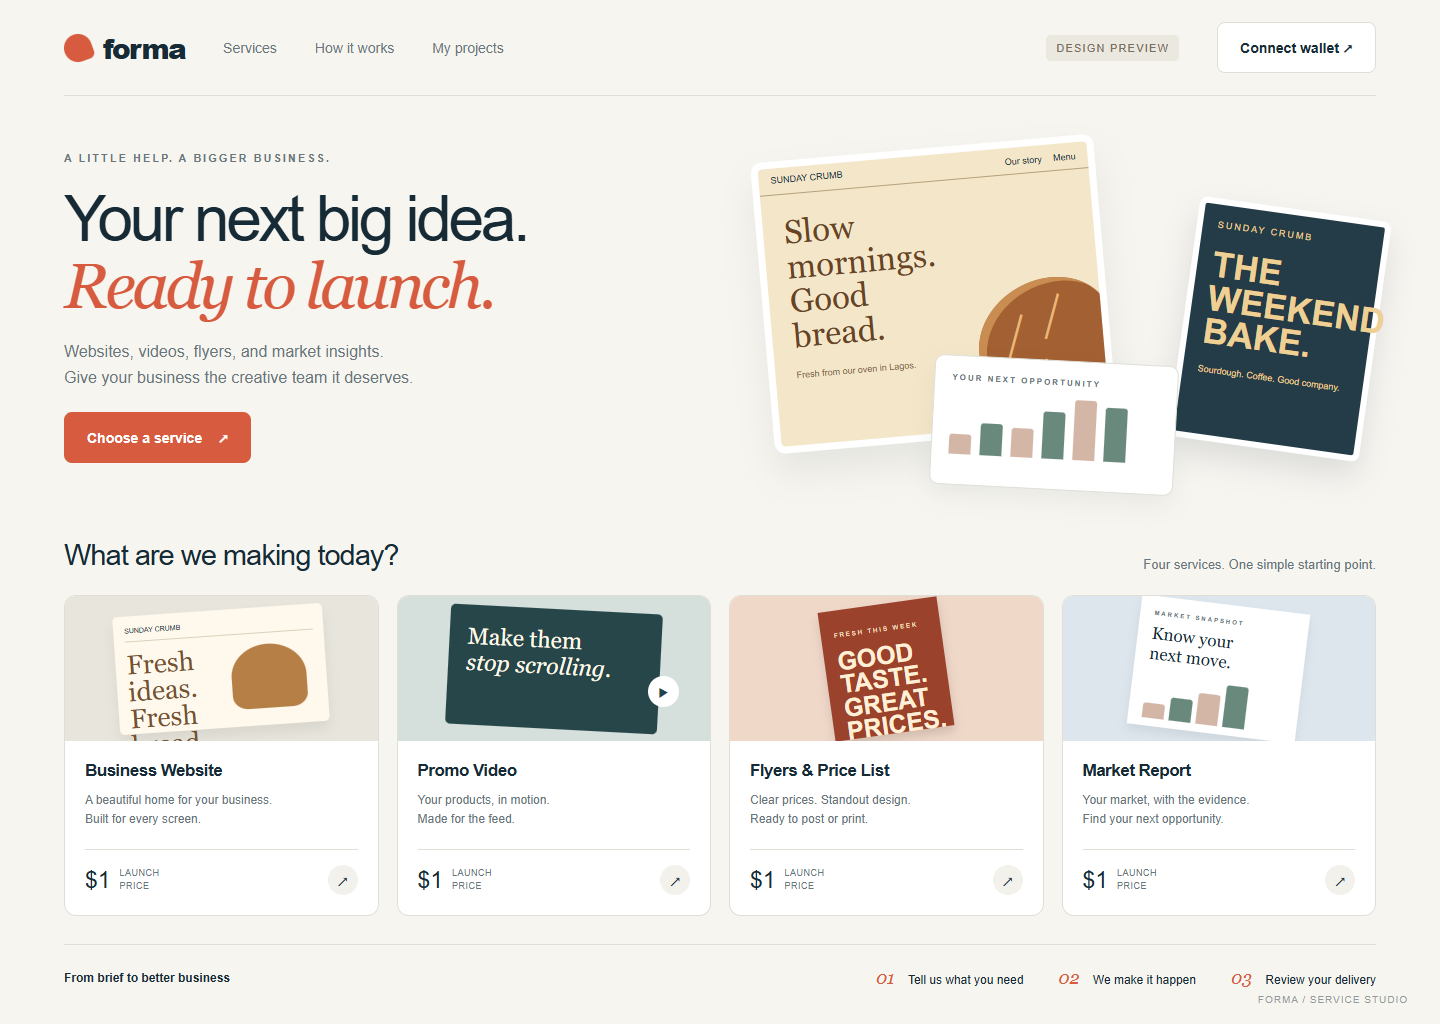 forma
Services
How it works
My projects
DESIGN PREVIEW
Connect wallet ↗
A LITTLE HELP. A BIGGER BUSINESS.
Your next big idea.
Ready to launch.
Websites, videos, flyers, and market insights.
Give your business the creative team it deserves.
Choose a service ↗
SUNDAY CRUMB
Our story
Menu
Slow
mornings.
Good
bread.
Fresh from our oven in Lagos.
YOUR NEXT OPPORTUNITY
SUNDAY CRUMB
THE
WEEKEND
BAKE.
Sourdough. Coffee. Good company.
What are we making today?
Four services. One simple starting point.
SUNDAY CRUMB
Fresh
ideas.
Fresh
bread
Business Website
A beautiful home for your business.
Built for every screen.
$1
LAUNCH
PRICE
↗
Make them
stop scrolling.
Promo Video
Your products, in motion.
Made for the feed.
$1
LAUNCH
PRICE
↗
FRESH THIS WEEK
GOOD
TASTE.
GREAT
PRICES.
Flyers & Price List
Clear prices. Standout design.
Ready to post or print.
$1
LAUNCH
PRICE
↗
MARKET SNAPSHOT
Know your
next move.
Market Report
Your market, with the evidence.
Find your next opportunity.
$1
LAUNCH
PRICE
↗
From brief to better business
01 Tell us what you need
02 We make it happen
03 Review your delivery
FORMA / SERVICE STUDIO